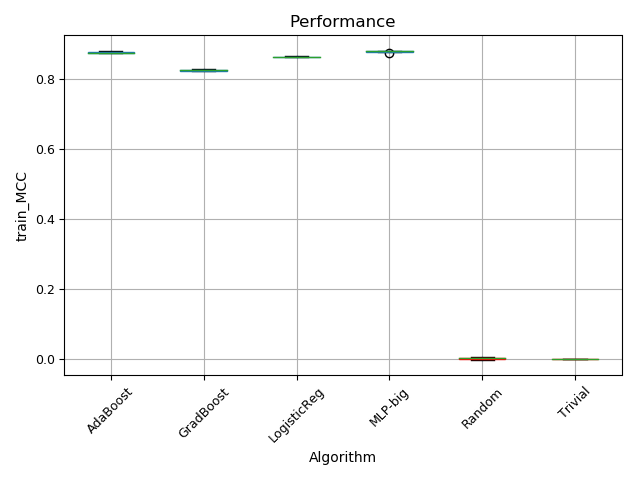 Performance
train_MCC
0.8
0.6
0.4
0.2
0.0
AdaBoost
GradBoost
LogisticReg
MLP-big
Random
Trivial
Algorithm